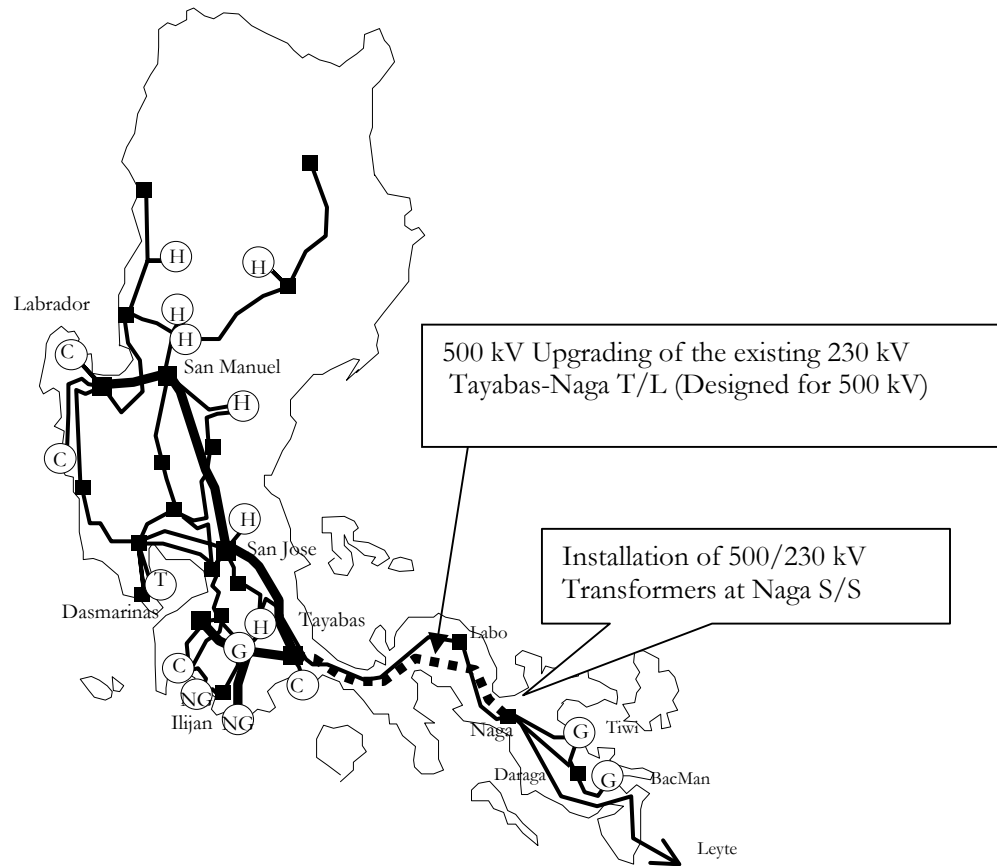 H
H
H
Labrador
H
C
San Manuel
500 kV Upgrading of the existing 230 kV
Tayabas-Naga T/L (Designed for 500 kV)
H
C
H
San Jose
Installation of 500/230 kV
Transformers at Naga S/S
T
Dasmarinas
Tayabas
H
Labo
G
C
C
NG
NG
Ilijan
Naga
G
Tiwi
Daraga
G
BacMan
Leyte